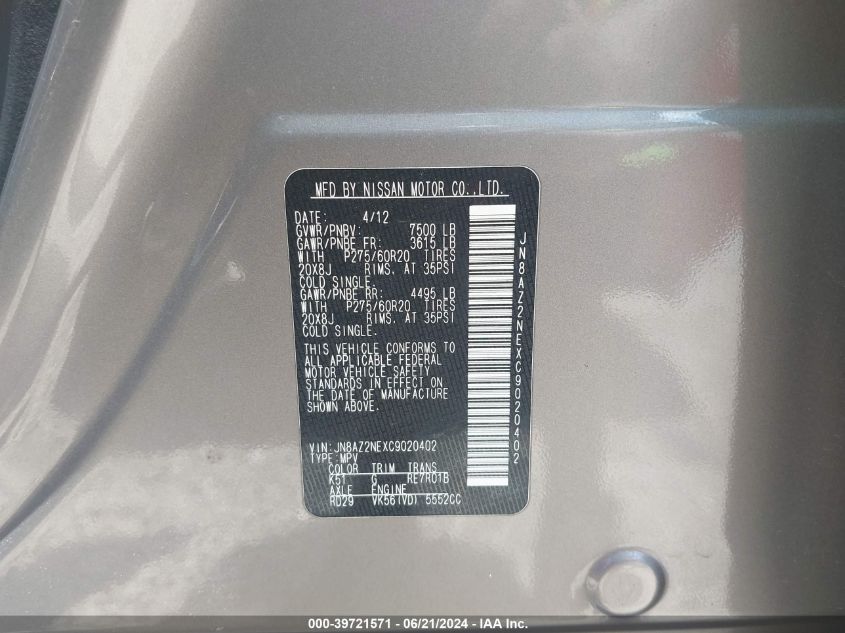 MFD BY NISSAN MOTOR CO.,LTD.
DATE: 4/12
GVWR/PNBV: 7500 LB
GAWR/PNBE FR: 3615 LB
WITH P275/60R20 TIRES
20X8J RIMS. AT 35PSI
COLD SINGLE.
GAWR/PNBE RR: 4495 LB
WITH P275/60R20 TIRES
20X8J RIMS. AT 35PSI
COLD SINGLE.
THIS VEHICLE CONFORMS TO
ALL APPLICABLE FEDERAL
MOTOR VEHICLE SAFETY
STANDARDS IN EFFECT ON
THE DATE OF MANUFACTURE
SHOWN ABOVE.
VIN:JN8AZ2NEXC9020402
TYPE:MPV
COLOR TRIM TRANS
K51 G RE7R01B
AXLE ENGINE
RD29 VK56(VD) 5552CC
JN8AZ2NEXC9020402
000-39721571 - 06/21/2024 - IAA Inc.